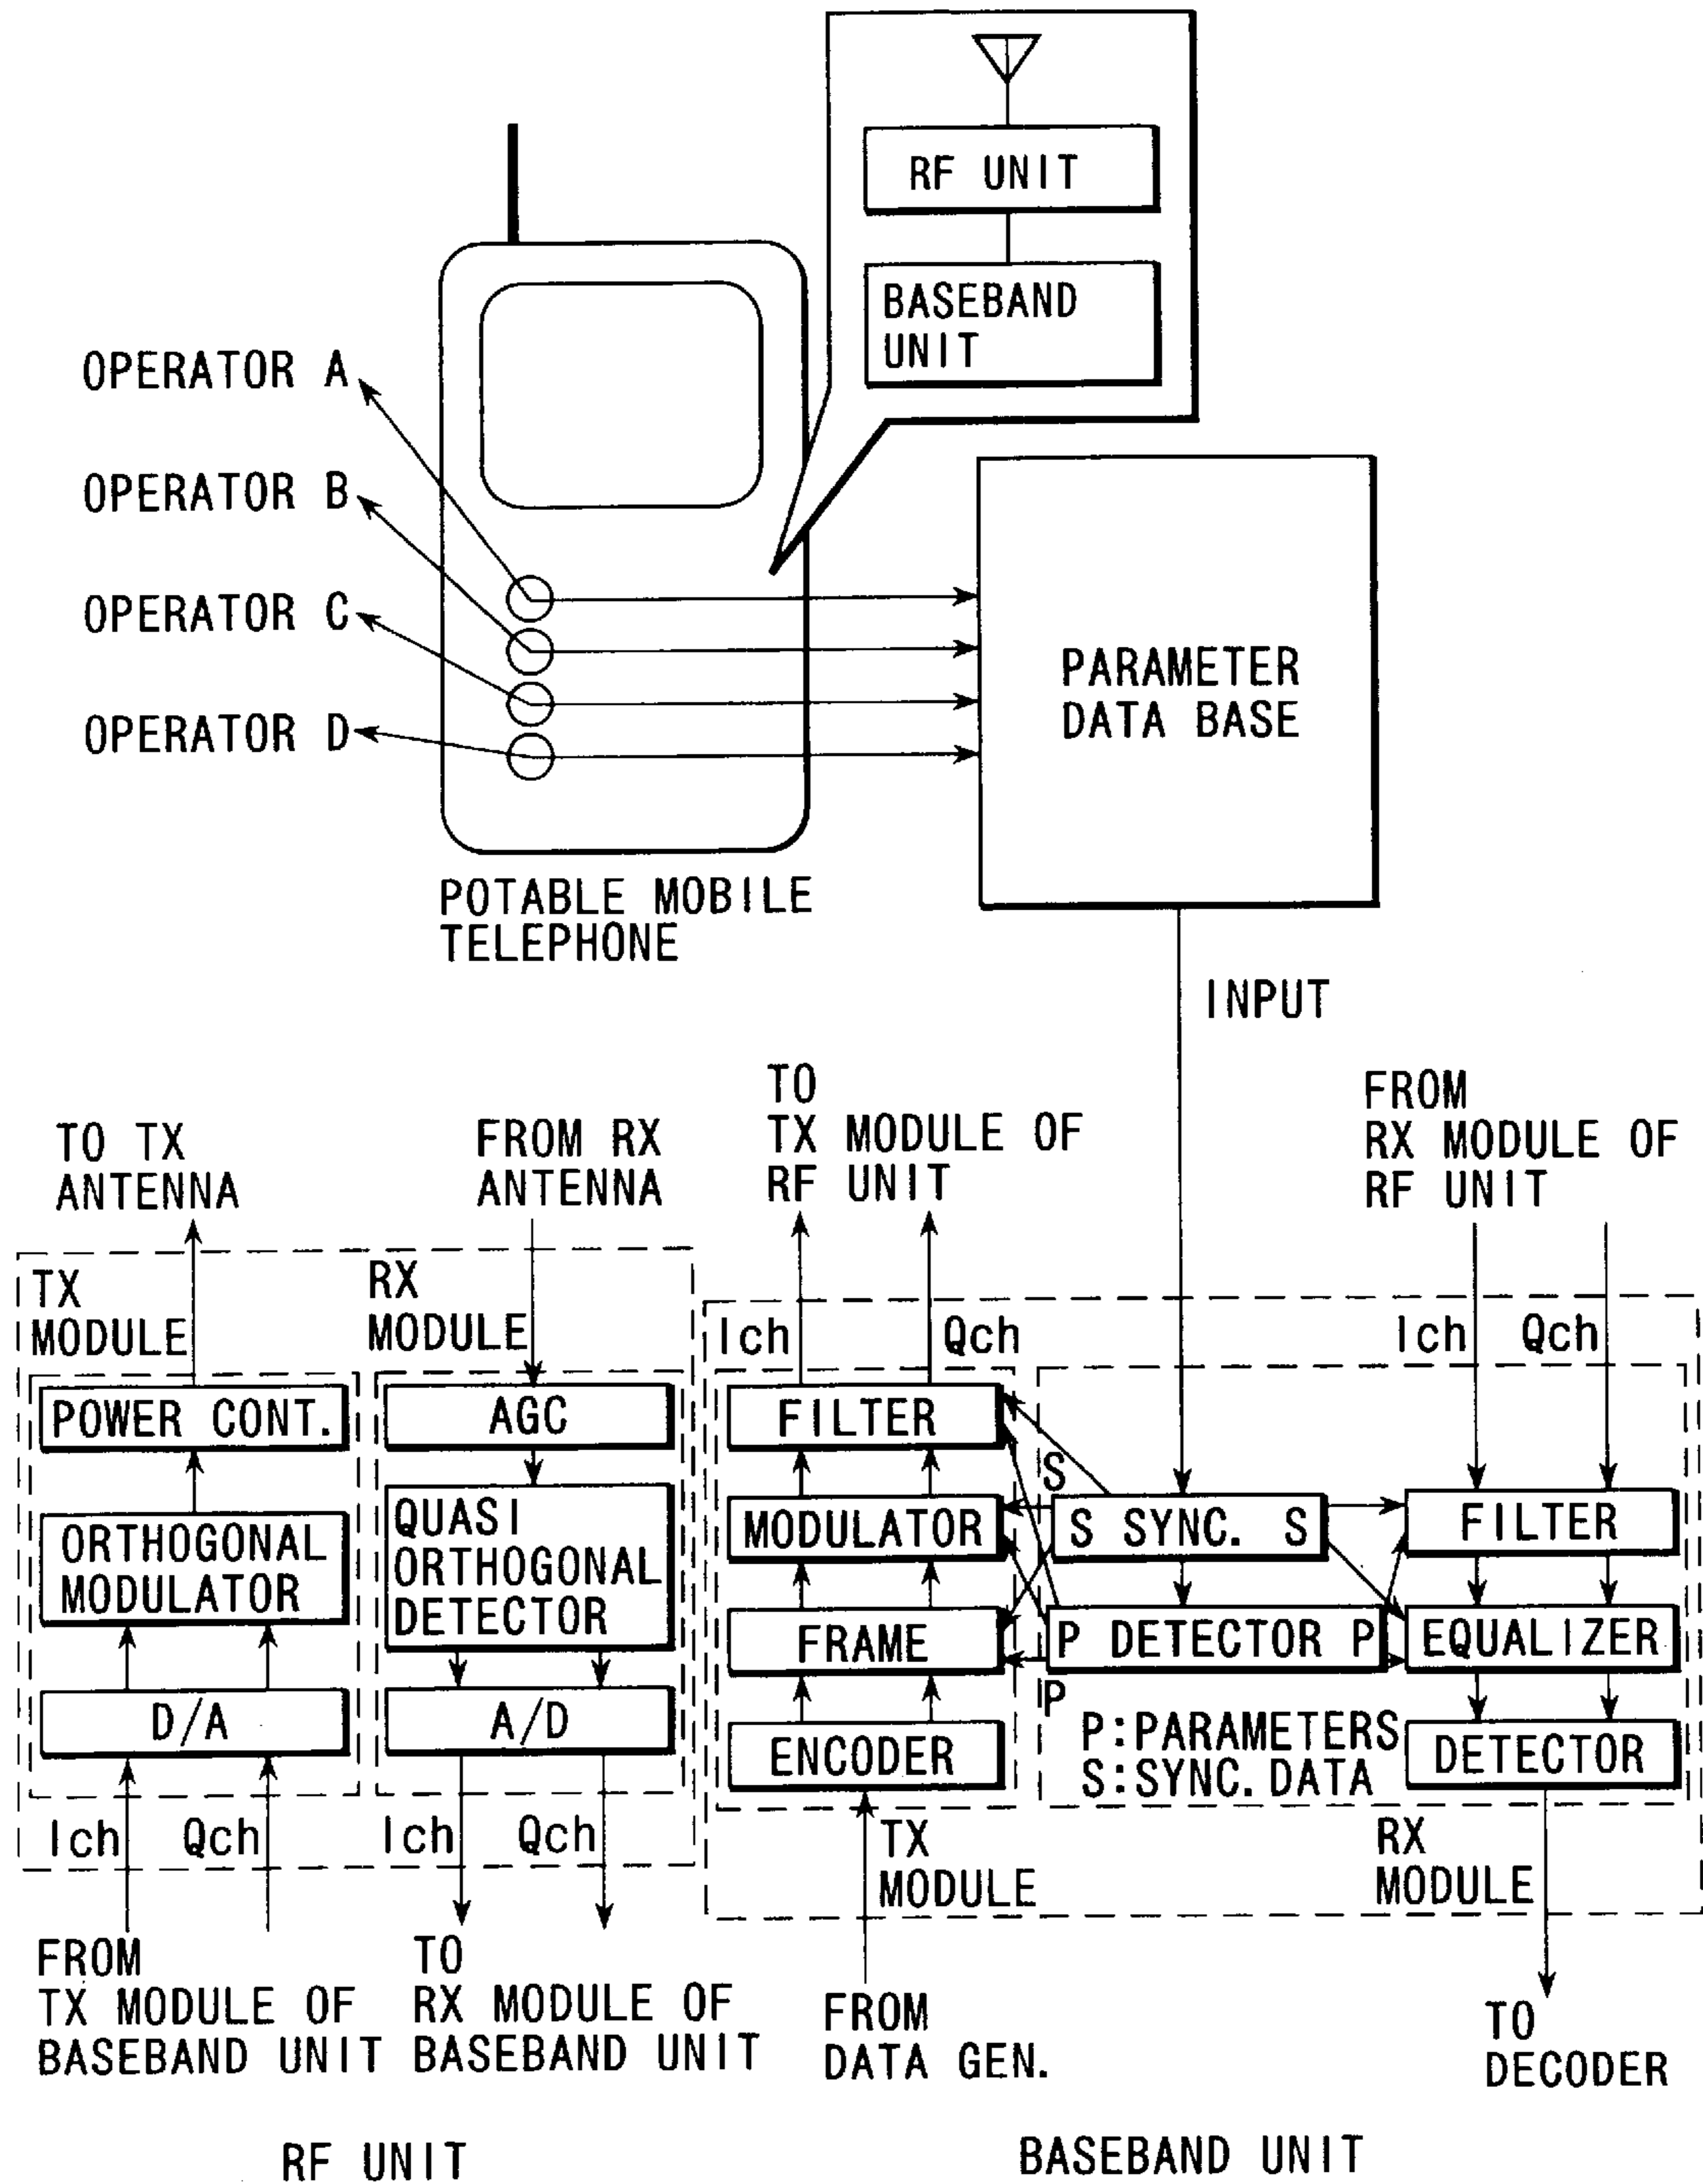 RF UNIT
BASEBAND
UNIT
OPERATOR A
OPERATOR B
OPERATOR C
OPERATOR D
PARAMETER
DATA BASE
POTABLE MOBILE
TELEPHONE
INPUT
TO TX
ANTENNA
FROM RX
ANTENNA
TO
TX MODULE OF
RF UNIT
FROM
RX MODULE OF
RF UNIT
TX
MODULE
RX
MODULE
Ich
Qch
Ich
Qch
POWER CONT.
ORTHOGONAL
MODULATOR
D/A
AGC
QUASI
ORTHOGONAL
DETECTOR
A/D
FILTER
MODULATOR
FRAME
ENCODER
S
S SYNC. S
P DETECTOR P
P
P:PARAMETERS
S:SYNC. DATA
FILTER
EQUALIZER
DETECTOR
Ich
Qch
Ich
Qch
TX
MODULE
RX
MODULE
FROM
TX MODULE OF
BASEBAND UNIT
TO
RX MODULE OF
BASEBAND UNIT
FROM
DATA GEN.
TO
DECODER
RF UNIT
BASEBAND UNIT